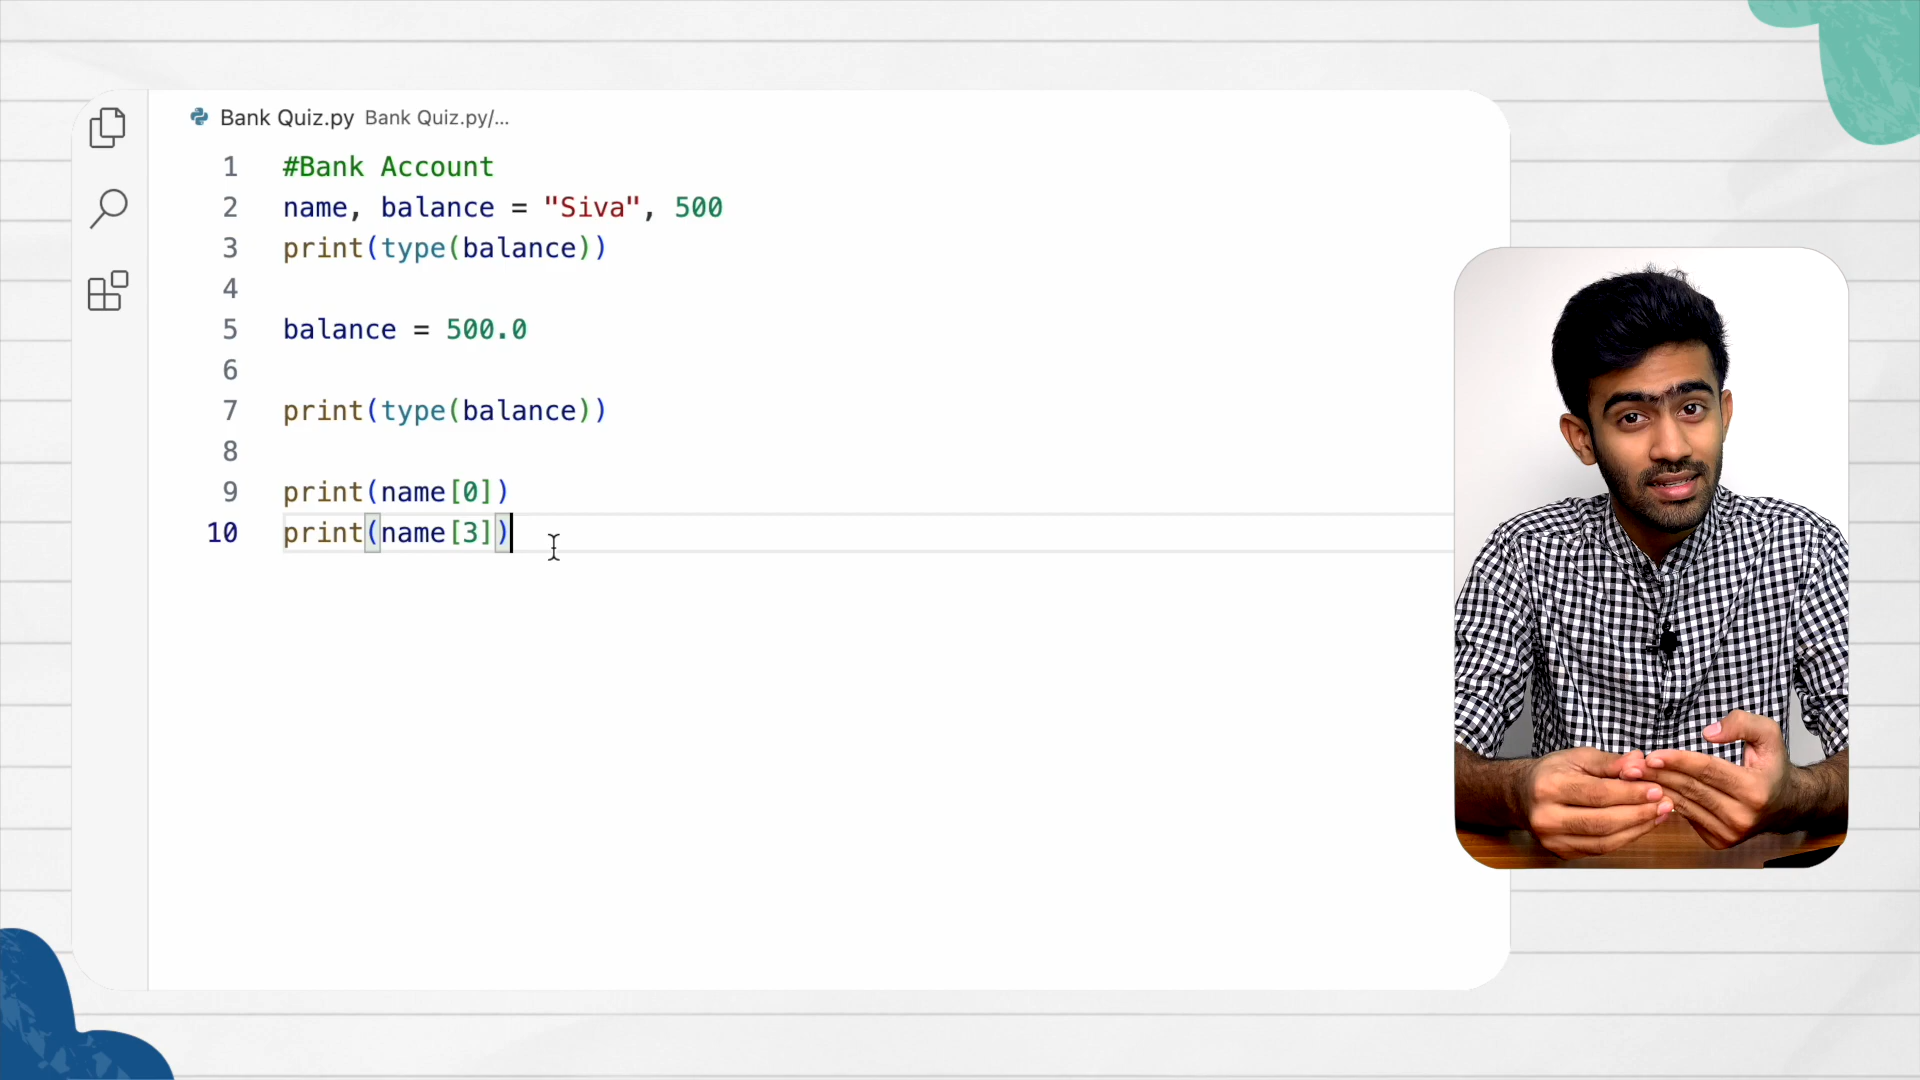 Bank Quiz.py Bank Quiz.py/...
1 #Bank Account
2 name, balance = "Siva", 500
3 print(type(balance))
4
5 balance = 500.0
6
7 print(type(balance))
8
9 print(name[0])
10 print(name[3])